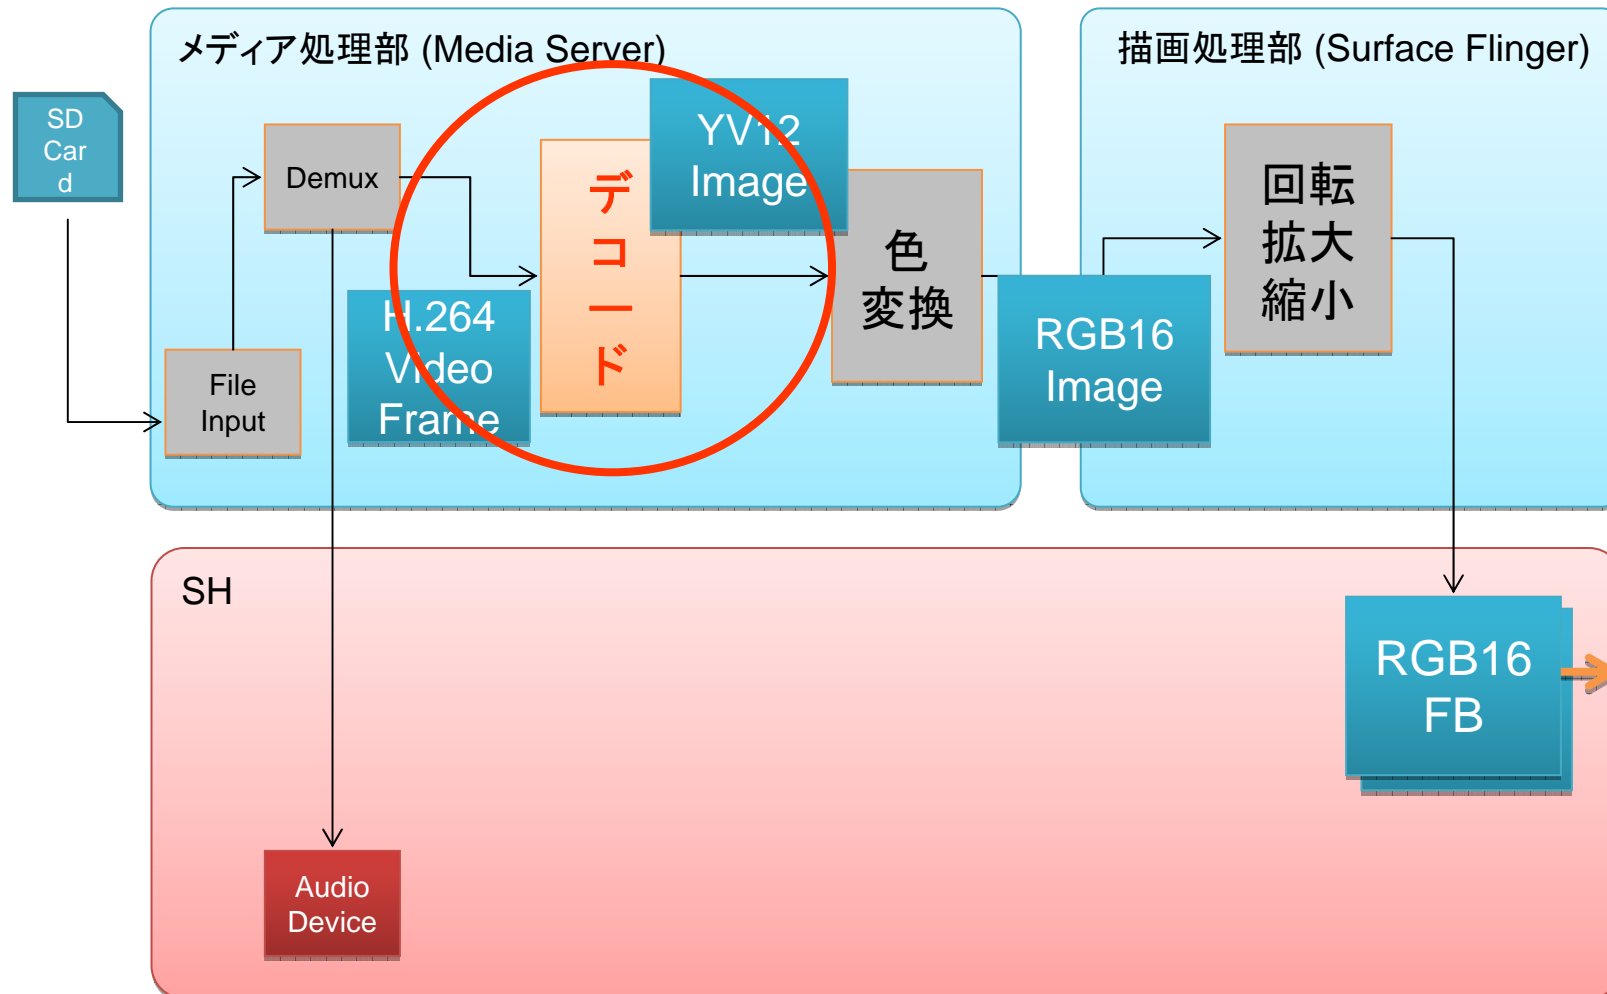 メディア処理部 (Media Server)
描画処理部 (Surface Flinger)
SD
Car
d
Demux
File
Input
H.264
Video
Frame
デ
コ
ー
ド
YV12
Image
色
変換
RGB16
Image
回転
拡大
縮小
SH
RGB16
FB
Audio
Device